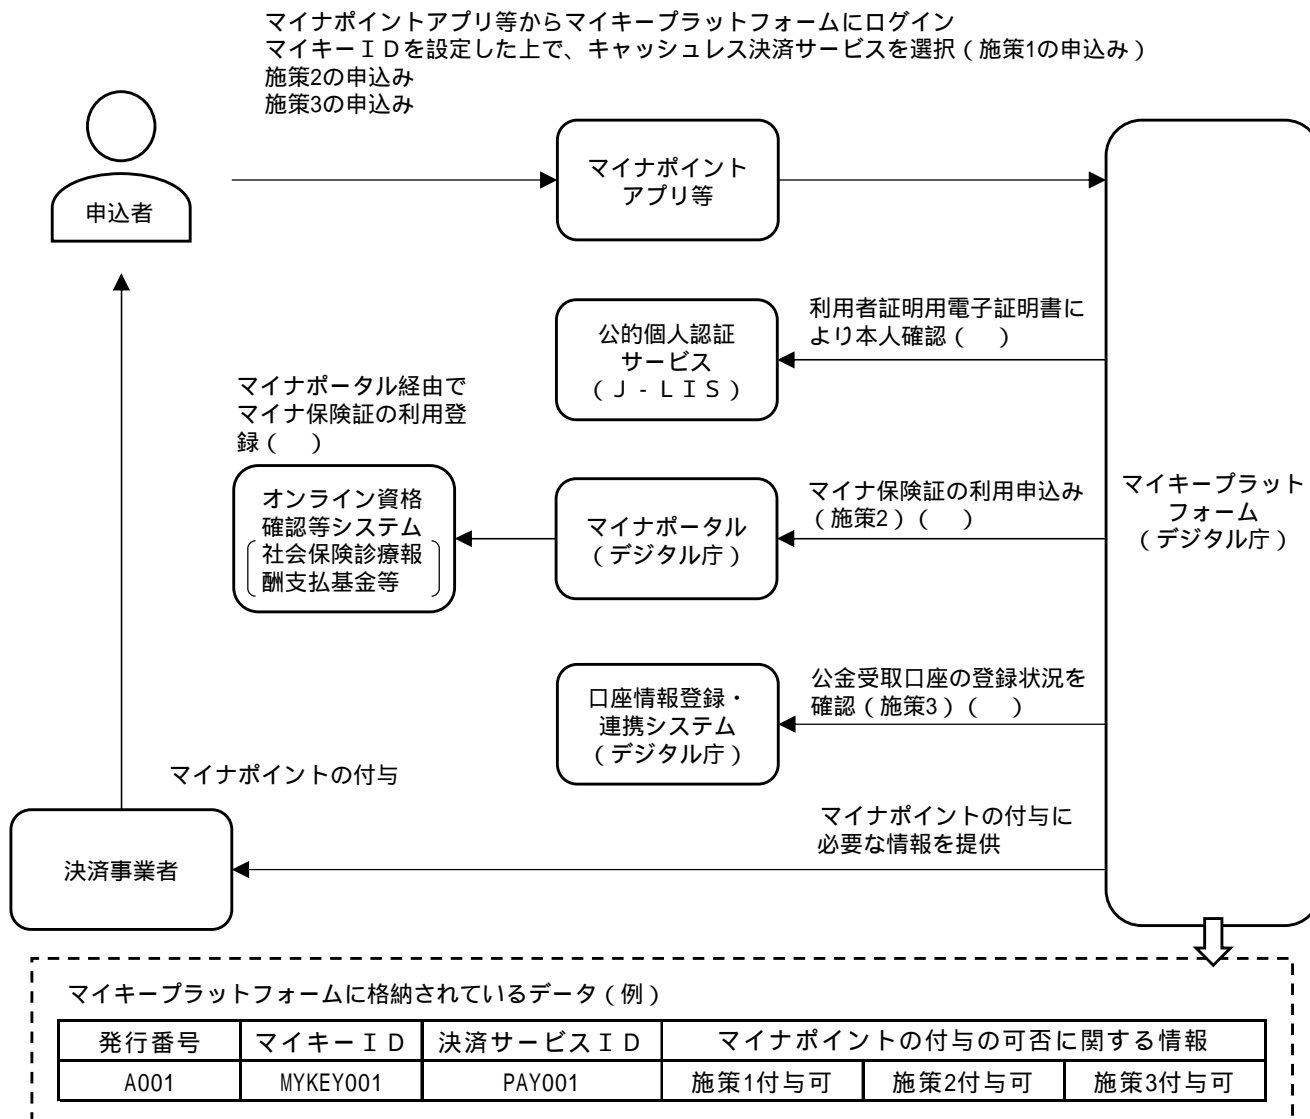 マイナポイントアプリ等からマイキープラットフォームにログイン
マイキーＩＤを設定した上で、キャッシュレス決済サービスを選択（施策1の申込み）
施策2の申込み
施策3の申込み
申込者
マイナポイント
アプリ等
公的個人認証
サービス
（Ｊ‐ＬＩＳ）
利用者証明用電子証明書に
より本人確認（　）
マイナポータル経由で
マイナ保険証の利用登
録（　）
オンライン資格
確認等システム
社会保険診療報
酬支払基金等
マイナポータル
（デジタル庁）
マイナ保険証の利用申込み
（施策2）（　）
マイキープラット
フォーム
（デジタル庁）
口座情報登録・
連携システム
（デジタル庁）
公金受取口座の登録状況を
確認（施策3）（　）
マイナポイントの付与
マイナポイントの付与に
必要な情報を提供
決済事業者
マイキープラットフォームに格納されているデータ（例）
発行番号 マイキーＩＤ 決済サービスＩＤ マイナポイントの付与の可否に関する情報
A001 MYKEY001 PAY001 施策1付与可 施策2付与可 施策3付与可